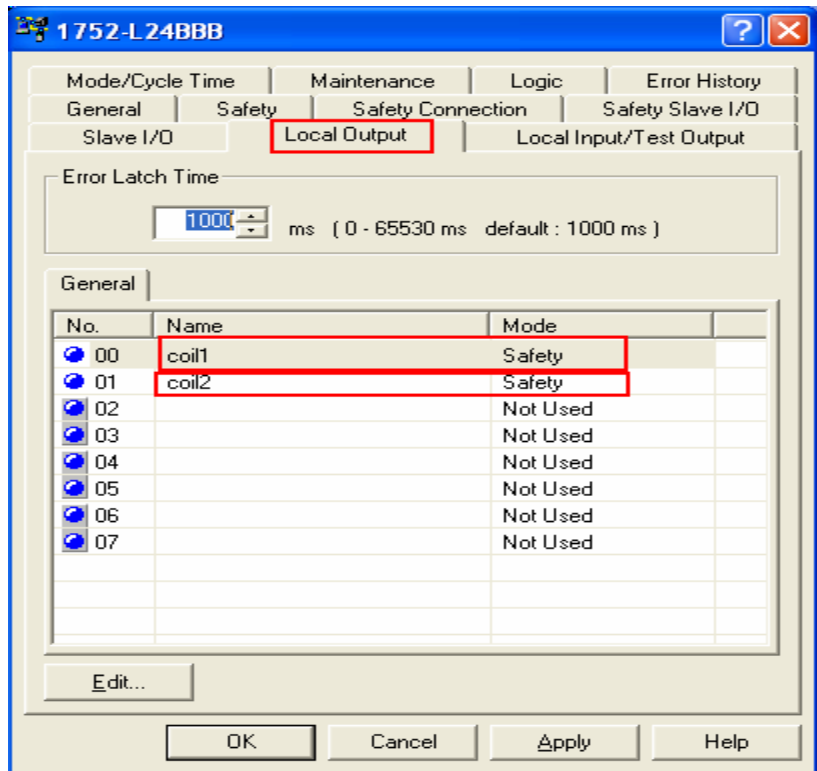 1752-L24BBB
Mode/Cycle Time Maintenance Logic Error History
General Safety Safety Connection Safety Slave I/O
Slave I/O Local Output Local Input/Test Output
Error Latch Time
1000 ms ( 0 - 65530 ms default : 1000 ms )
General
No. Name Mode
00 coil1 Safety
01 coil2 Safety
02 Not Used
03 Not Used
04 Not Used
05 Not Used
06 Not Used
07 Not Used
Edit...
OK Cancel Apply Help